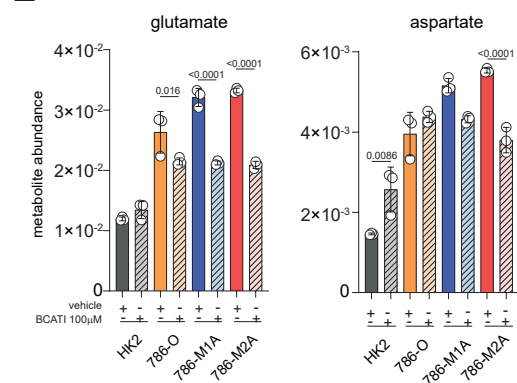 glutamate
metabolite abundance
4×10⁻²
3×10⁻²
2×10⁻²
1×10⁻²
0
0.016
<0.0001
<0.0001
vehicle + - + - + - + -
BCATI 100μM - + - + - + - +
HK2
786-O
786-M1A
786-M2A
aspartate
6×10⁻³
4×10⁻³
2×10⁻³
0
0.0086
<0.0001
+ - + - + - + -
- + - + - + - +
HK2
786-O
786-M1A
786-M2A